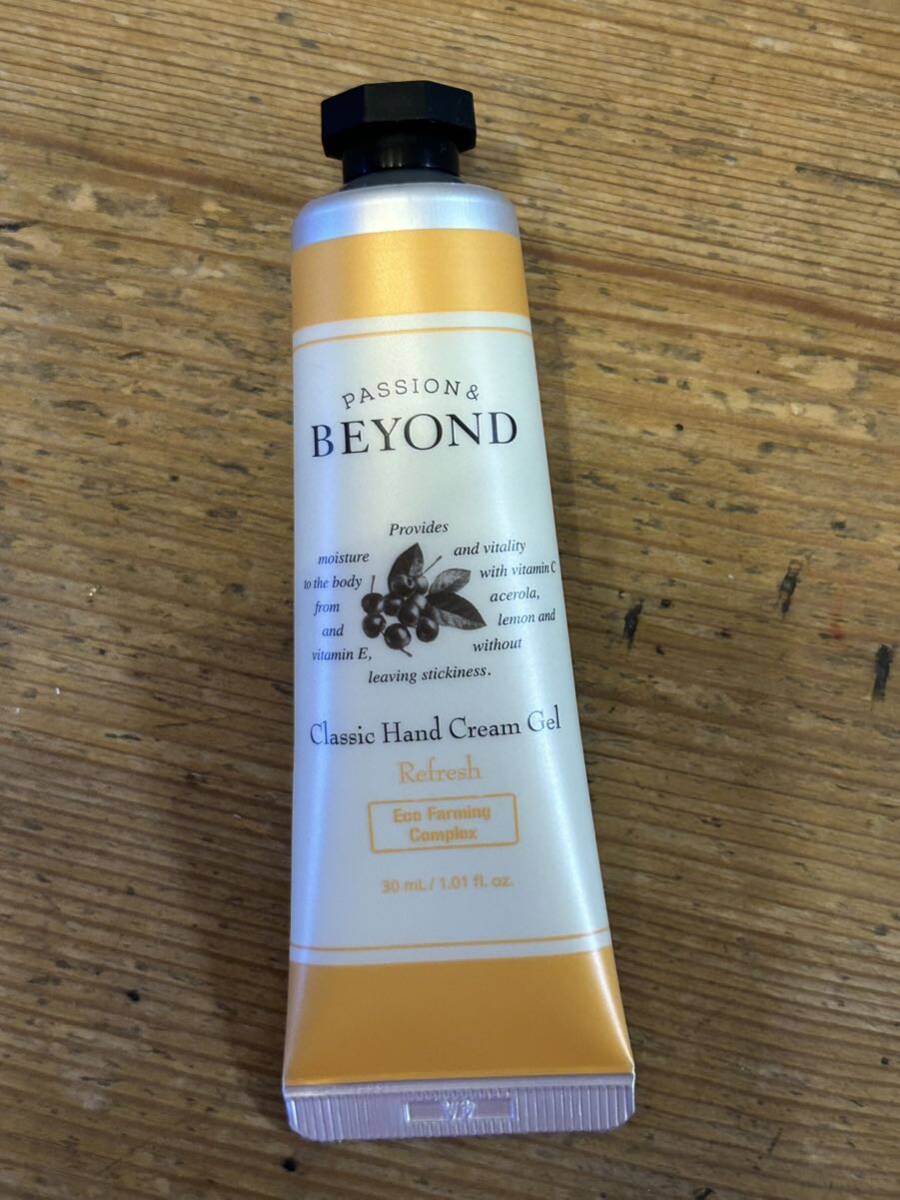 PASSION &
BEYOND
Provides
moisture and vitality
to the body with vitamin C
from acerola,
and lemon and
vitamin E, without
leaving stickiness.
Classic Hand Cream Gel
Refresh
Eco Farming
Complex
30 mL / 1.01 fl. oz.